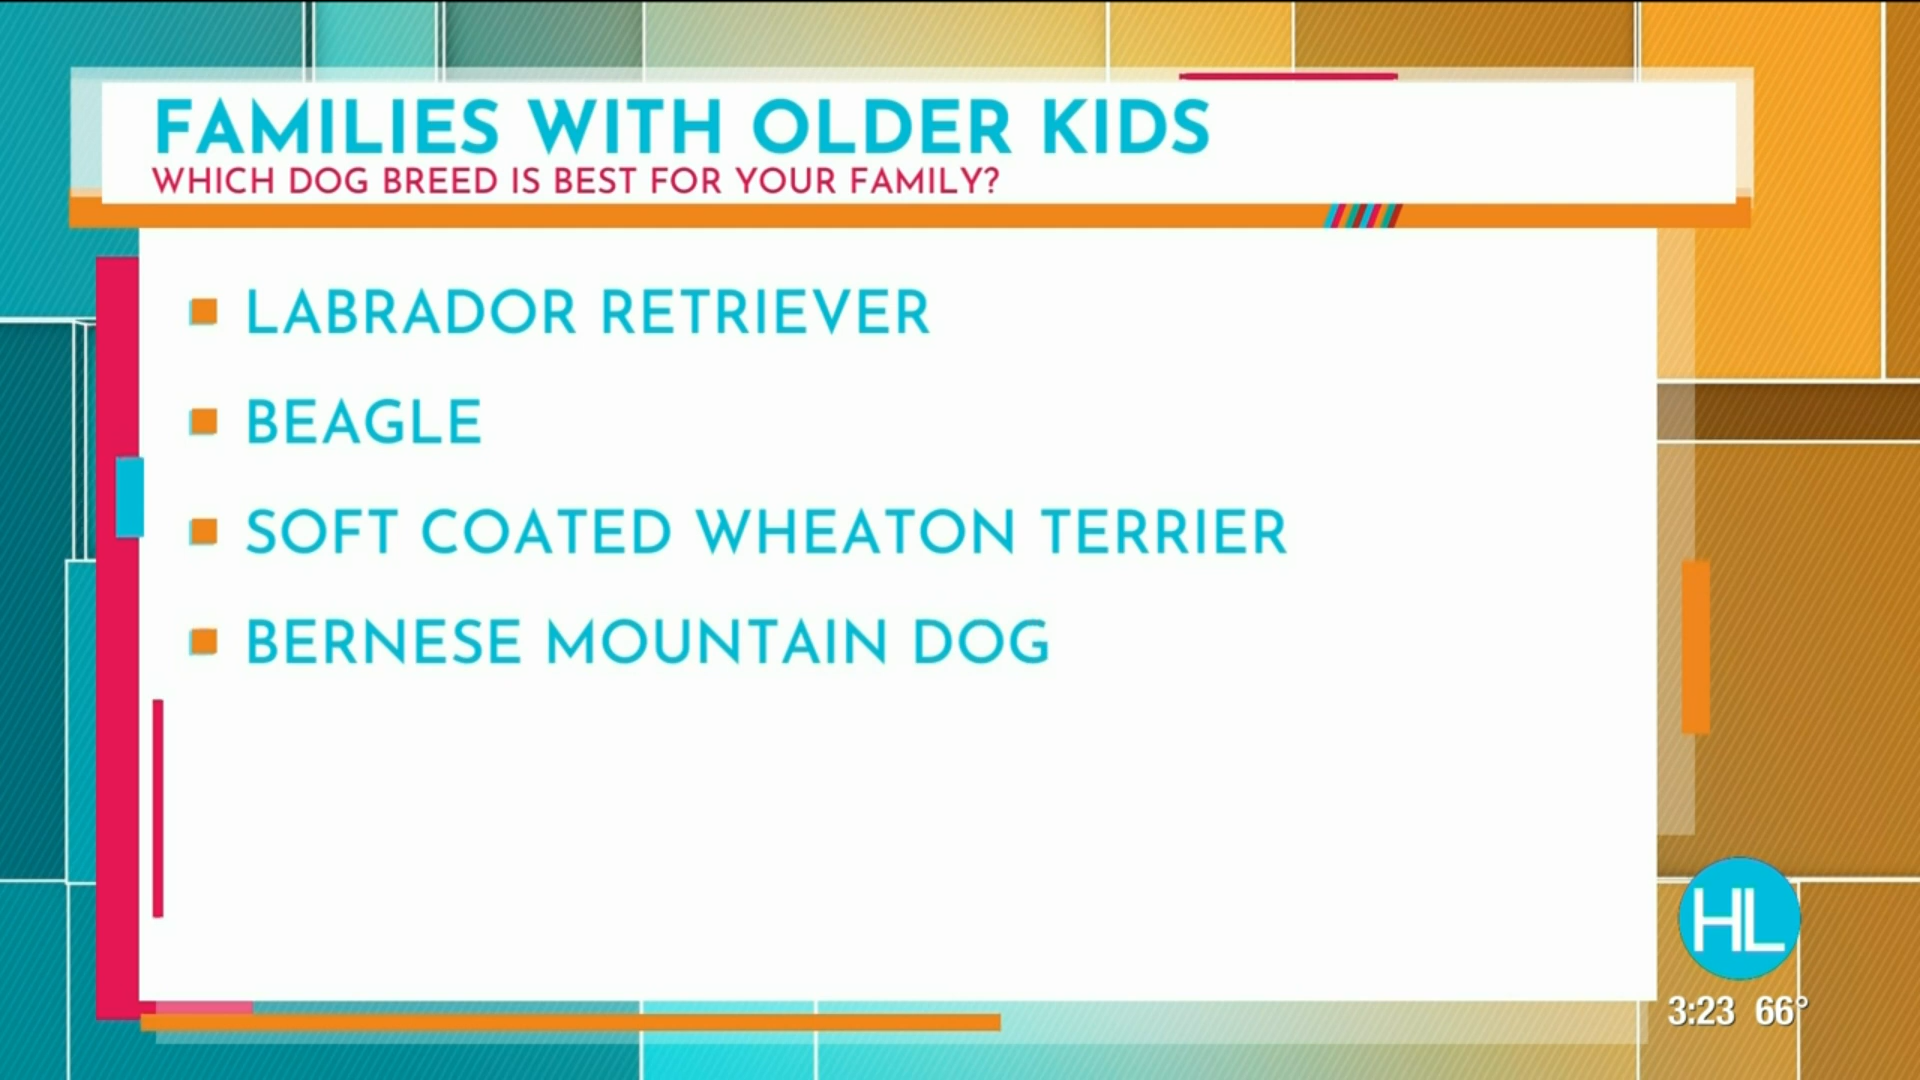 FAMILIES WITH OLDER KIDS
WHICH DOG BREED IS BEST FOR YOUR FAMILY?
LABRADOR RETRIEVER
BEAGLE
SOFT COATED WHEATON TERRIER
BERNESE MOUNTAIN DOG
HL
3:23 66°